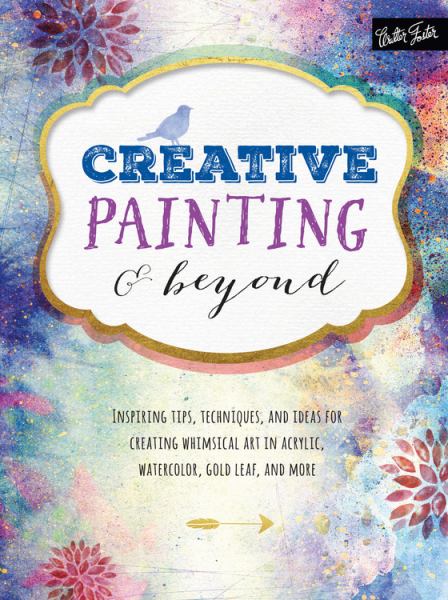 Walter Foster
CREATIVE
PAINTING
& beyond
INSPIRING TIPS, TECHNIQUES, AND IDEAS FOR
CREATING WHIMSICAL ART IN ACRYLIC,
WATERCOLOR, GOLD LEAF, AND MORE